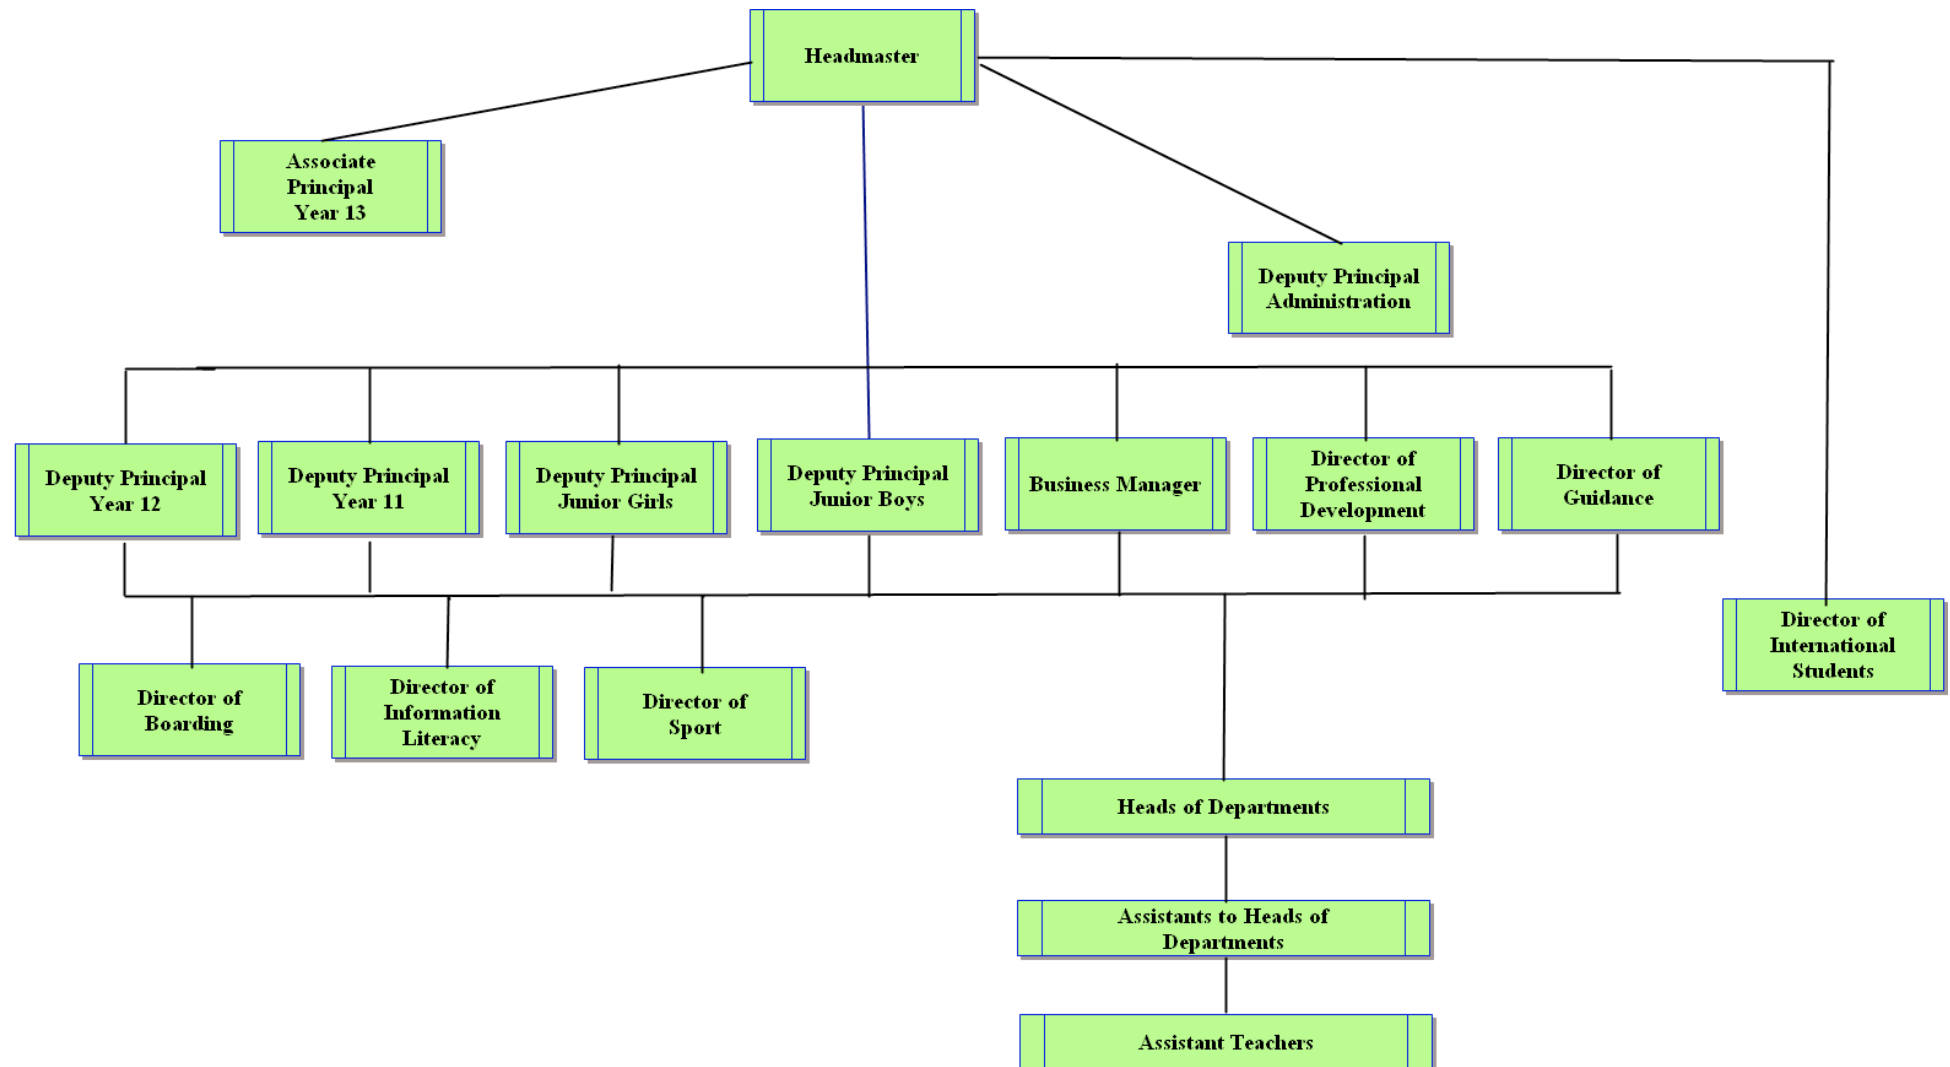 Headmaster
Associate
Principal
Year 13
Deputy Principal
Administration
Deputy Principal
Year 12
Deputy Principal
Year 11
Deputy Principal
Junior Girls
Deputy Principal
Junior Boys
Business Manager
Director of
Professional
Development
Director of
Guidance
Director of
International
Students
Director of
Boarding
Director of
Information
Literacy
Director of
Sport
Heads of Departments
Assistants to Heads of
Departments
Assistant Teachers